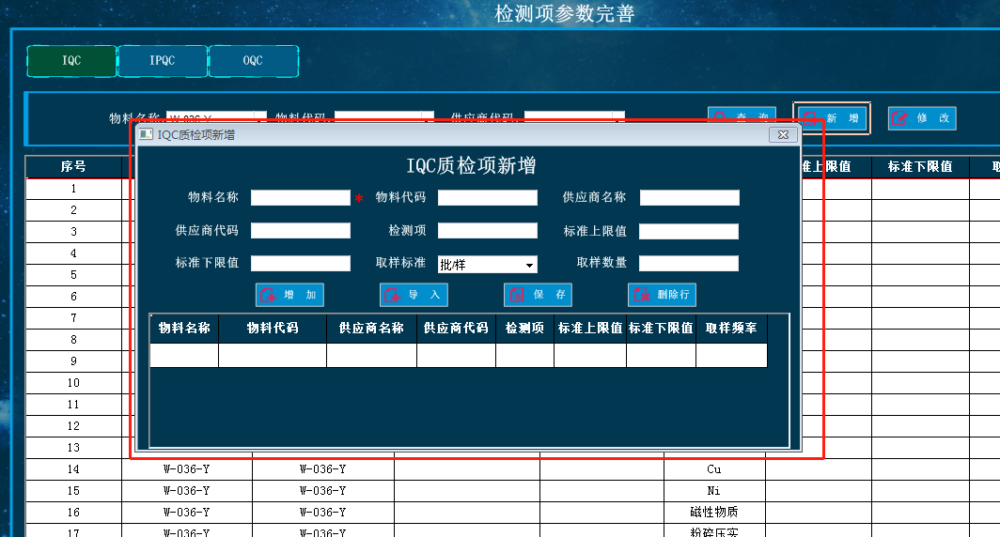 检测项参数完善
IQC IPQC OQC
物料名称 W-036-Y 物料代码 供应商代码 查 询 新 增 修 改
IQC质检项新增
序号 准上限值 标准下限值
IQC质检项新增
1
物料名称 * 物料代码 供应商名称
2
3
供应商代码 检测项 标准上限值
4
标准下限值 取样标准 批/样 取样数量
5
6
增 加 导 入 保 存 删除行
7
物料名称 物料代码 供应商名称 供应商代码 检测项 标准上限值 标准下限值 取样频率
8
9
10
11
12
13
14 W-036-Y W-036-Y Cu
15 W-036-Y W-036-Y Ni
16 W-036-Y W-036-Y 磁性物质
17 W-036-Y W-036-Y 粉碎压实